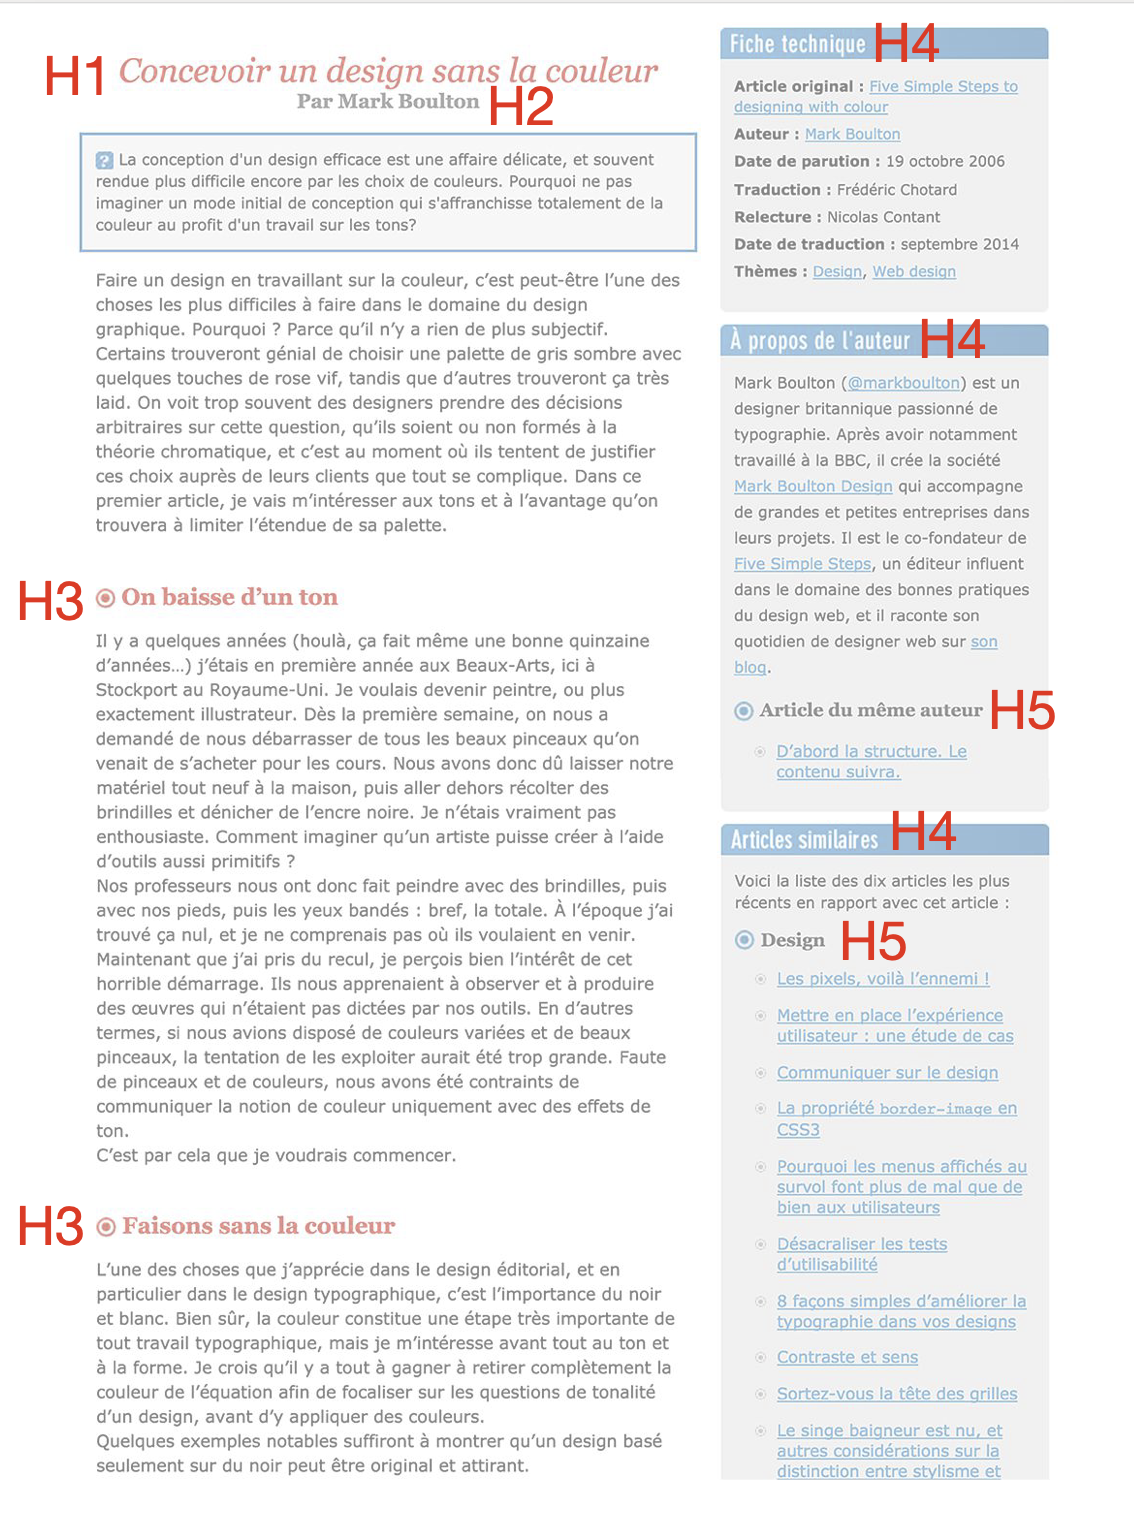 H1 Concevoir un design sans la couleur
Par Mark Boulton H2
? La conception d'un design efficace est une affaire délicate, et souvent
rendue plus difficile encore par les choix de couleurs. Pourquoi ne pas
imaginer un mode initial de conception qui s'affranchisse totalement de la
couleur au profit d'un travail sur les tons?
Faire un design en travaillant sur la couleur, c’est peut-être l’une des
choses les plus difficiles à faire dans le domaine du design
graphique. Pourquoi ? Parce qu’il n’y a rien de plus subjectif.
Certains trouveront génial de choisir une palette de gris sombre avec
quelques touches de rose vif, tandis que d’autres trouveront ça très
laid. On voit trop souvent des designers prendre des décisions
arbitraires sur cette question, qu’ils soient ou non formés à la
théorie chromatique, et c’est au moment où ils tentent de justifier
ces choix auprès de leurs clients que tout se complique. Dans ce
premier article, je vais m’intéresser aux tons et à l’avantage qu’on
trouvera à limiter l’étendue de sa palette.
H3 On baisse d’un ton
Il y a quelques années (houlà, ça fait même une bonne quinzaine
d’années…) j’étais en première année aux Beaux-Arts, ici à
Stockport au Royaume-Uni. Je voulais devenir peintre, ou plus
exactement illustrateur. Dès la première semaine, on nous a
demandé de nous débarrasser de tous les beaux pinceaux qu’on
venait de s’acheter pour les cours. Nous avons donc dû laisser notre
matériel tout neuf à la maison, puis aller dehors récolter des
brindilles et dénicher de l’encre noire. Je n’étais vraiment pas
enthousiaste. Comment imaginer qu’un artiste puisse créer à l’aide
d’outils aussi primitifs ?
Nos professeurs nous ont donc fait peindre avec des brindilles, puis
avec nos pieds, puis les yeux bandés : bref, la totale. À l’époque j’ai
trouvé ça nul, et je ne comprenais pas où ils voulaient en venir.
Maintenant que j’ai pris du recul, je perçois bien l’intérêt de cet
horrible démarrage. Ils nous apprenaient à observer et à produire
des œuvres qui n’étaient pas dictées par nos outils. En d’autres
termes, si nous avions disposé de couleurs variées et de beaux
pinceaux, la tentation de les exploiter aurait été trop grande. Faute
de pinceaux et de couleurs, nous avons été contraints de
communiquer la notion de couleur uniquement avec des effets de
ton.
C’est par cela que je voudrais commencer.
H3 Faisons sans la couleur
L’une des choses que j’apprécie dans le design éditorial, et en
particulier dans le design typographique, c’est l’importance du noir
et blanc. Bien sûr, la couleur constitue une étape très importante de
tout travail typographique, mais je m’intéresse avant tout au ton et
à la forme. Je crois qu’il y a tout à gagner à retirer complètement la
couleur de l’équation afin de focaliser sur les questions de tonalité
d’un design, avant d’y appliquer des couleurs.
Quelques exemples notables suffiront à montrer qu’un design basé
seulement sur du noir peut être original et attirant.
Fiche technique H4
Article original : Five Simple Steps to
designing with colour
Auteur : Mark Boulton
Date de parution : 19 octobre 2006
Traduction : Frédéric Chotard
Relecture : Nicolas Contant
Date de traduction : septembre 2014
Thèmes : Design, Web design
À propos de l'auteur H4
Mark Boulton (@markboulton) est un
designer britannique passionné de
typographie. Après avoir notamment
travaillé à la BBC, il crée la société
Mark Boulton Design qui accompagne
de grandes et petites entreprises dans
leurs projets. Il est le co-fondateur de
Five Simple Steps, un éditeur influent
dans le domaine des bonnes pratiques
du design web, et il raconte son
quotidien de designer web sur son
blog.
Article du même auteur H5
D’abord la structure. Le
contenu suivra.
Articles similaires H4
Voici la liste des dix articles les plus
récents en rapport avec cet article :
Design H5
Les pixels, voilà l’ennemi !
Mettre en place l’expérience
utilisateur : une étude de cas
Communiquer sur le design
La propriété border-image en
CSS3
Pourquoi les menus affichés au
survol font plus de mal que de
bien aux utilisateurs
Désacraliser les tests
d’utilisabilité
8 façons simples d’améliorer la
typographie dans vos designs
Contraste et sens
Sortez-vous la tête des grilles
Le singe baigneur est nu, et
autres considérations sur la
distinction entre stylisme et